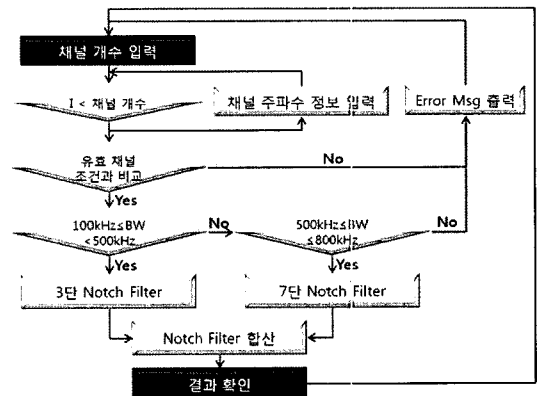 채널 개수 입력
I < 채널 개수
채널 주파수 정보 입력
Error Msg 출력
유효 채널
조건과 비교
No
Yes
100kHz≤BW
<500kHz
No
500kHz≤BW
≤800kHz
No
Yes
Yes
3단 Notch Filter
7단 Notch Filter
Notch Filter 합산
결과 확인